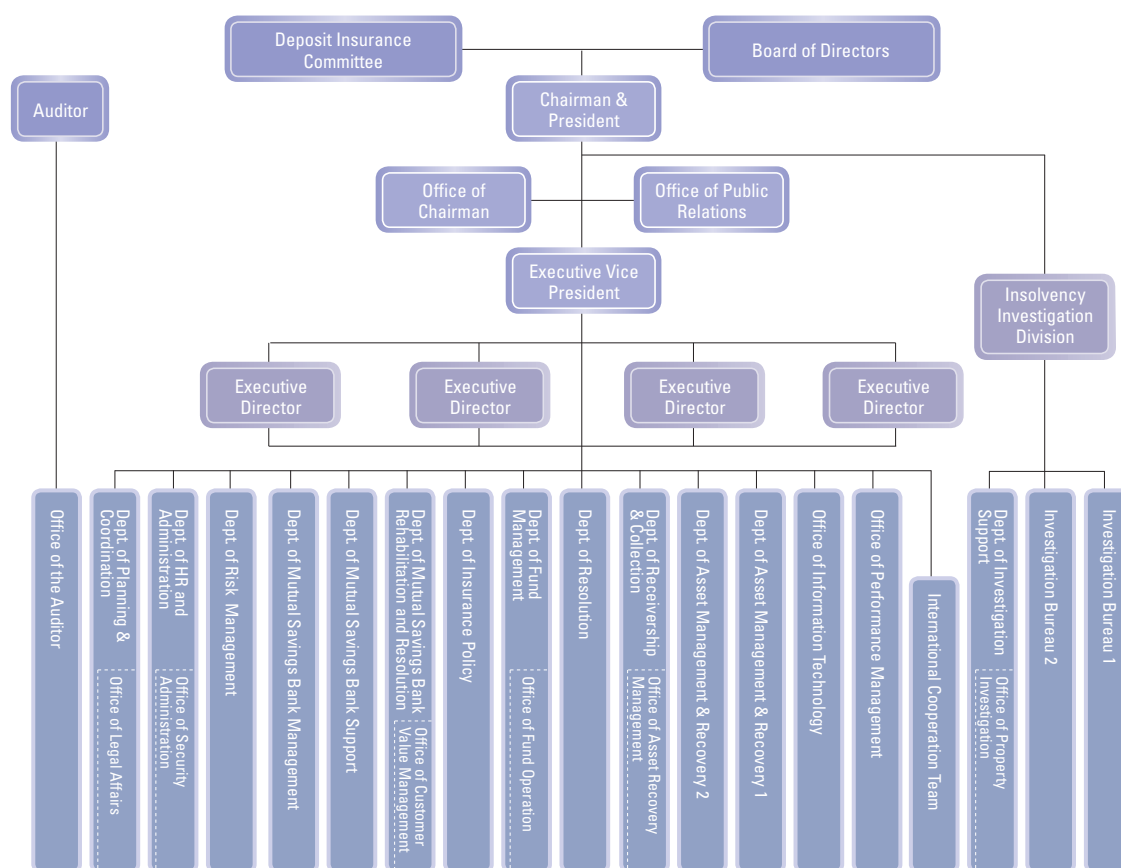 Deposit Insurance
Committee
Board of Directors
Auditor
Chairman &
President
Office of
Chairman
Office of Public
Relations
Executive Vice
President
Insolvency
Investigation
Division
Executive
Director
Executive
Director
Executive
Director
Executive
Director
Office of the Auditor
Dept. of Planning &
Coordination
Office of Legal Affairs
Dept. of HR and
Administration
Office of Security
Administration
Dept. of Risk Management
Dept. of Mutual Savings Bank Management
Dept. of Mutual Savings Bank Support
Dept. of Mutual Savings Bank
Rehabilitation and Resolution
Office of Customer
Value Management
Dept. of Insurance Policy
Dept. of Fund
Management
Office of Fund Operation
Dept. of Resolution
Dept. of Receivership
& Collection
Office of Asset Recovery
Management
Dept. of Asset Management & Recovery 2
Dept. of Asset Management & Recovery 1
Office of Information Technology
Office of Performance Management
International Cooperation Team
Dept. of Investigation
Support
Office of Property
Investigation
Investigation Bureau 2
Investigation Bureau 1